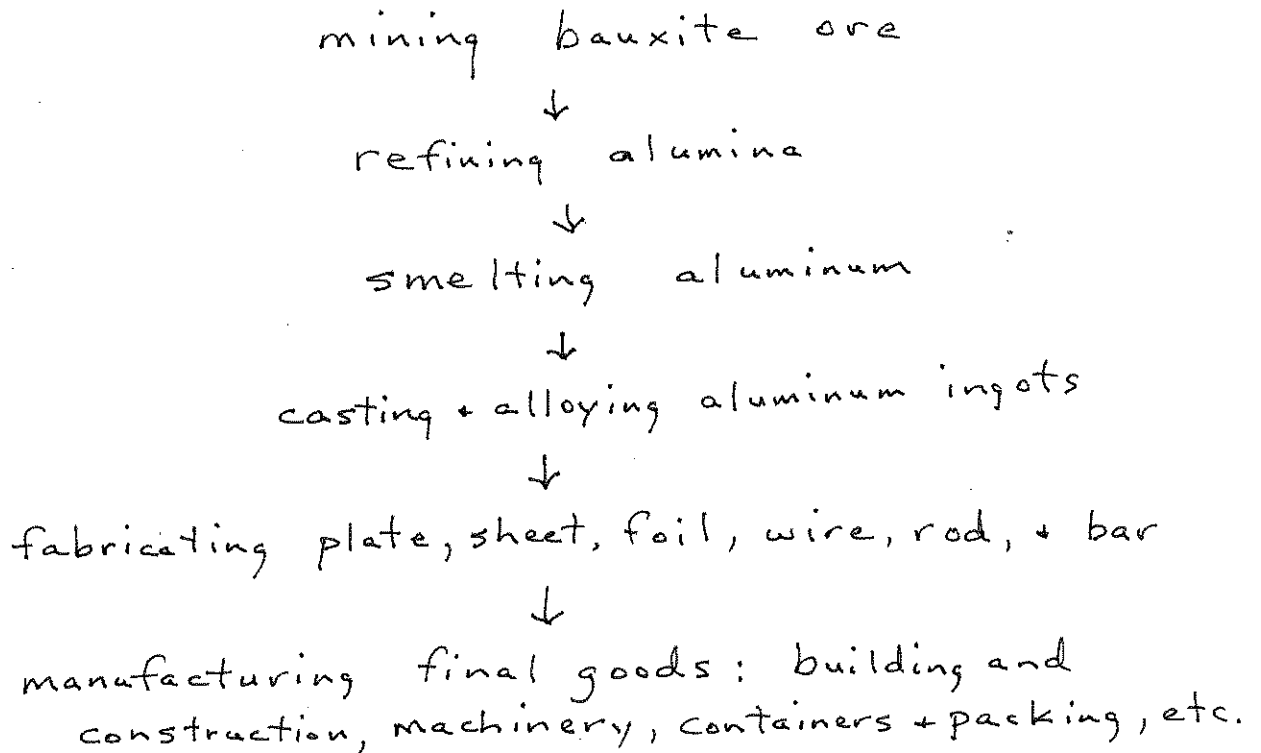 mining bauxite ore
↓
refining alumina
↓
smelting aluminum
↓
casting + alloying aluminum ingots
↓
fabricating plate, sheet, foil, wire, rod, + bar
↓
manufacturing final goods: building and
construction, machinery, containers + packing, etc.